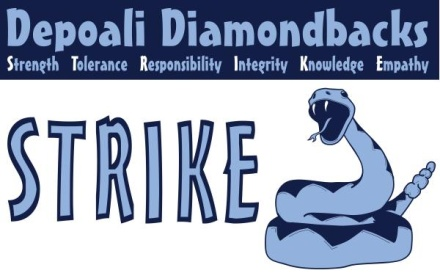 Depoali Diamondbacks
Strength Tolerance Responsibility Integrity Knowledge Empathy
STRIKE